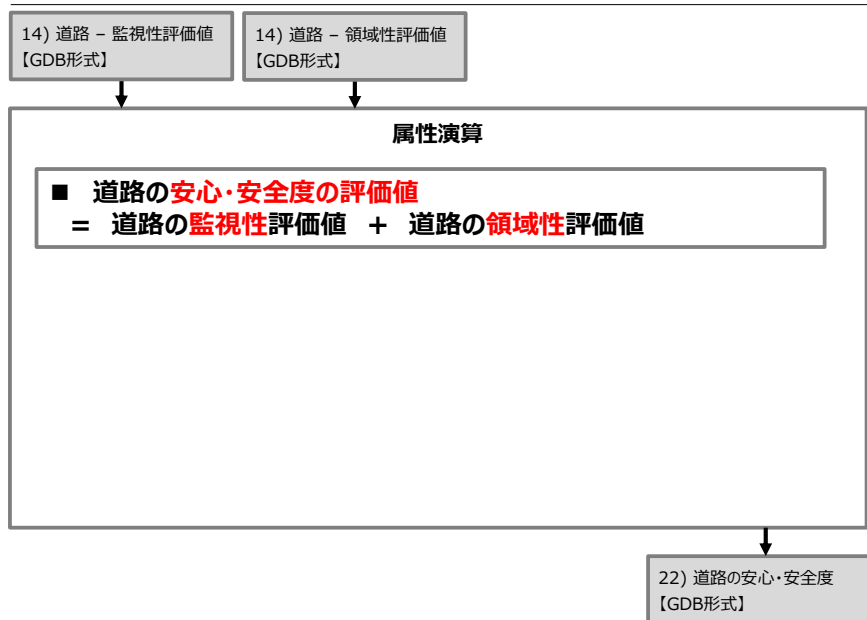 14) 道路 – 監視性評価値
【GDB形式】
14) 道路 – 領域性評価値
【GDB形式】
属性演算
■ 道路の安心・安全度の評価値
= 道路の監視性評価値 + 道路の領域性評価値
22) 道路の安心・安全度
【GDB形式】